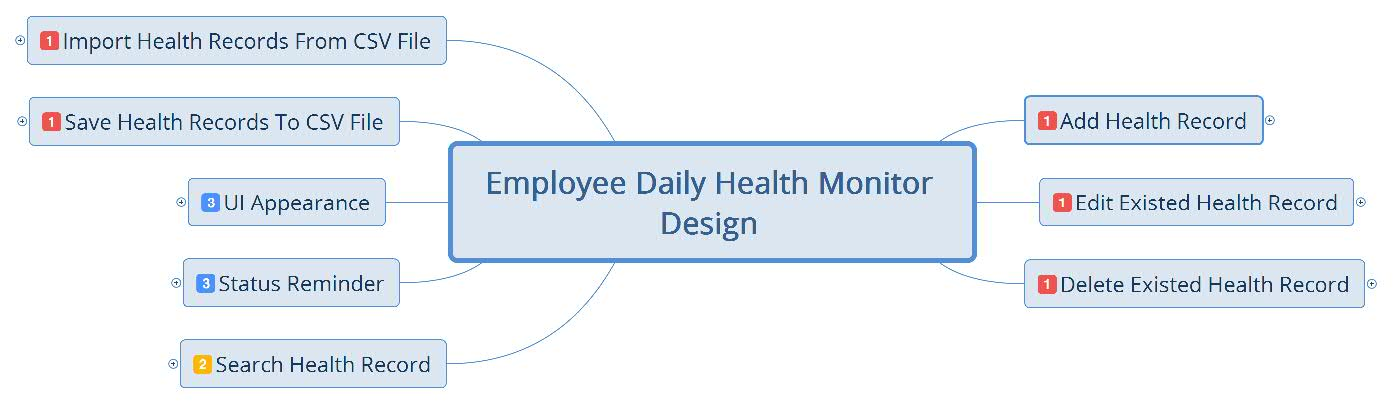 1 Import Health Records From CSV File
1 Save Health Records To CSV File
3 UI Appearance
3 Status Reminder
2 Search Health Record
Employee Daily Health Monitor
Design
1 Add Health Record
1 Edit Existed Health Record
1 Delete Existed Health Record